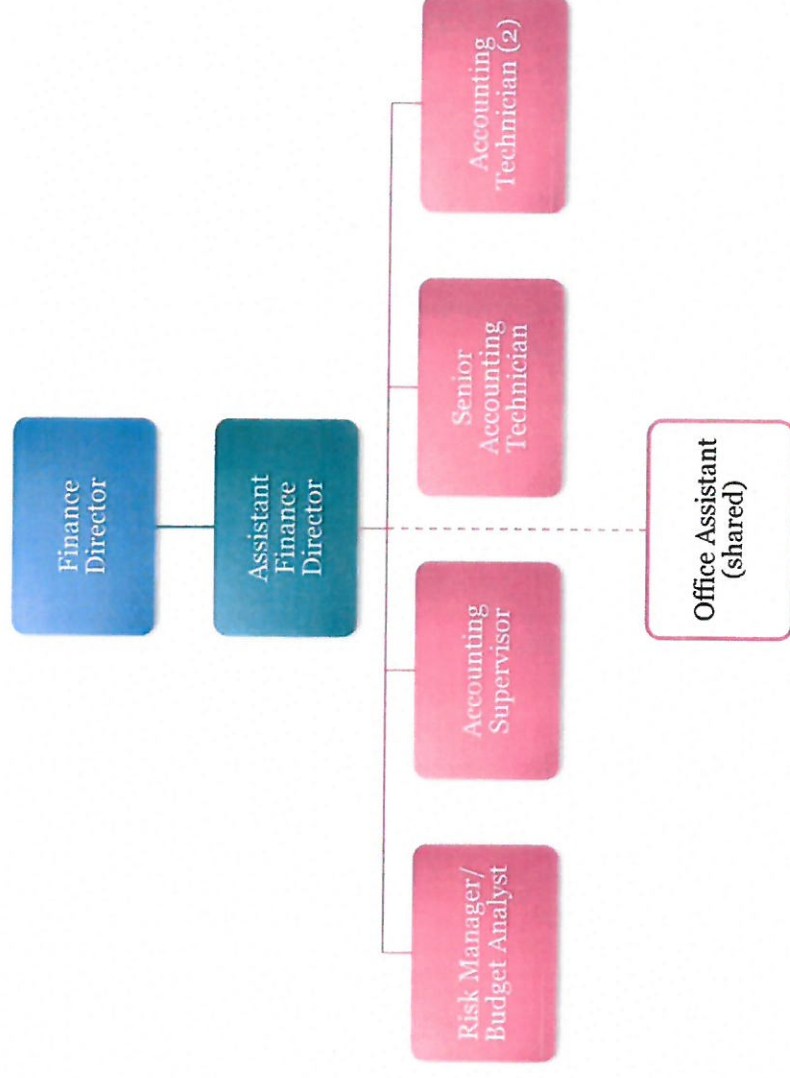 Finance
Director
Assistant
Finance
Director
Risk Manager/
Budget Analyst
Accounting
Supervisor
Senior
Accounting
Technician
Accounting
Technician (2)
Office Assistant
(shared)